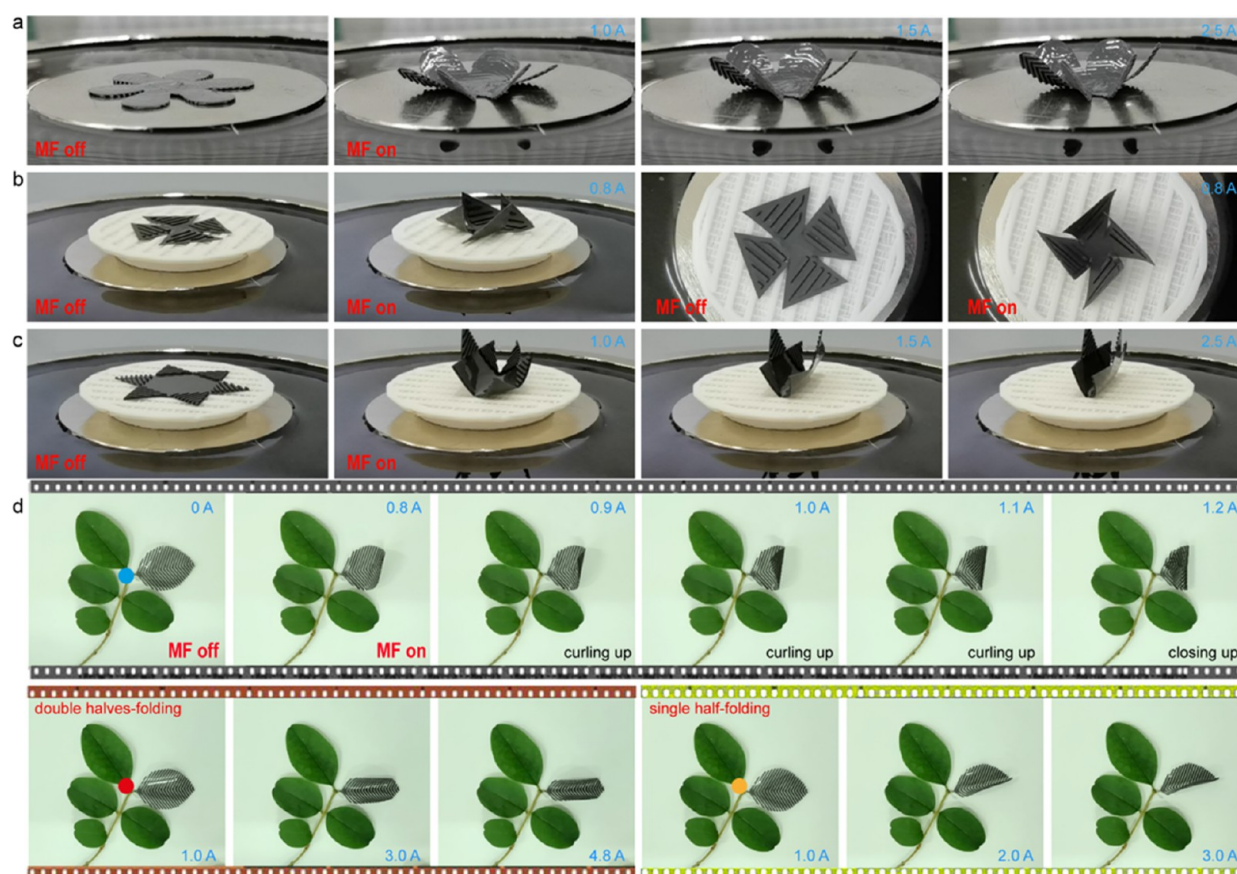 a
1.0 A
1.5 A
2.5 A
MF off
MF on
b
0.8 A
0.8 A
MF off
MF on
MF off
MF on
c
1.0 A
1.5 A
2.5 A
MF off
MF on
d
0 A
0.8 A
0.9 A
1.0 A
1.1 A
1.2 A
MF off
MF on
curling up
curling up
curling up
closing up
double halves-folding
single half-folding
1.0 A
3.0 A
4.8 A
1.0 A
2.0 A
3.0 A